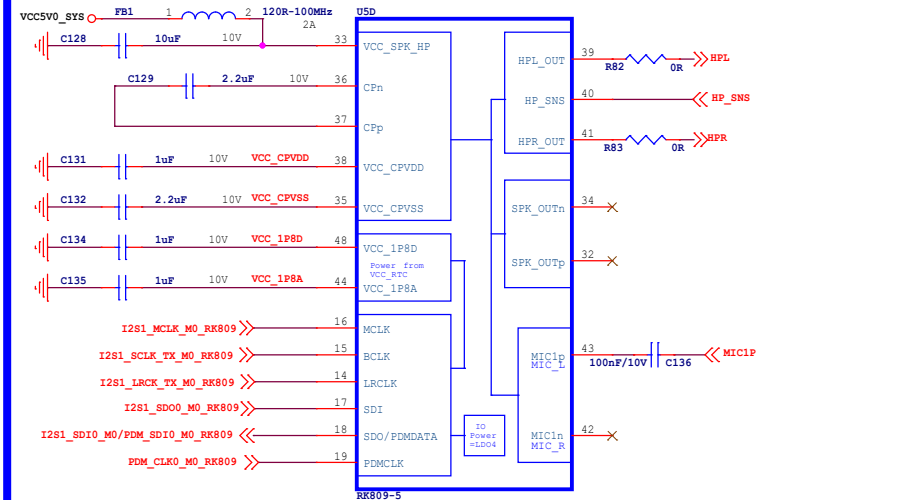 VCC5V0_SYS FB1 1 2 120R-100MHz U5D
2A
C128 10uF 10V 33 VCC_SPK_HP
C129 2.2uF 10V 36 CPn
37 CPp
C131 1uF 10V VCC_CPVDD 38 VCC_CPVDD
C132 2.2uF 10V VCC_CPVSS 35 VCC_CPVSS
C134 1uF 10V VCC_1P8D 48 VCC_1P8D
Power from
VCC_RTC
C135 1uF 10V VCC_1P8A 44 VCC_1P8A
I2S1_MCLK_M0_RK809 16 MCLK
I2S1_SCLK_TX_M0_RK809 15 BCLK
I2S1_LRCK_TX_M0_RK809 14 LRCLK
I2S1_SDO0_M0_RK809 17 SDI
I2S1_SDI0_M0/PDM_SDI0_M0_RK809 18 SDO/PDMDATA
PDM_CLK0_M0_RK809 19 PDMCLK
IO
Power
=LDO4
HPL_OUT 39 R82 0R HPL
HP_SNS 40 HP_SNS
HPR_OUT 41 R83 0R HPR
SPK_OUTn 34
SPK_OUTp 32
MIC1p 43 MIC1P
MIC_L 100nF/10V C136
MIC1n 42
MIC_R
RK809-5